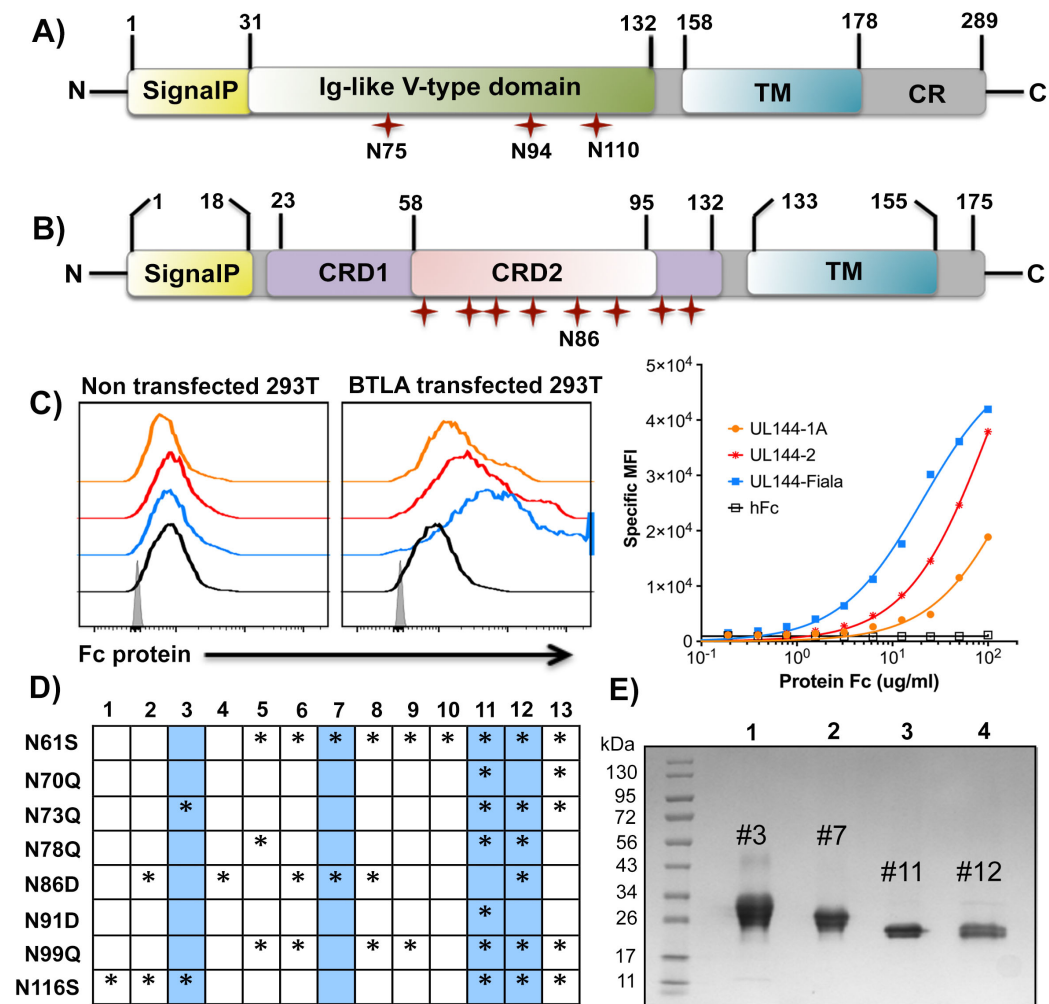 A)
1 31 132 158 178 289
N SignalP Ig-like V-type domain TM CR C
N75 N94 N110
B)
1 18 23 58 95 132 133 155 175
N SignalP CRD1 CRD2 TM C
N86
C)
Non transfected 293T BTLA transfected 293T
Fc protein
5×10⁴
4×10⁴
3×10⁴
2×10⁴
1×10⁴
0
Specific MFI
UL144-1A
UL144-2
UL144-Fiala
hFc
10⁻¹ 10⁰ 10¹ 10²
Protein Fc (ug/ml)
D)
1 2 3 4 5 6 7 8 9 10 11 12 13
N61S * * * * * * * * *
N70Q * *
N73Q * * * *
N78Q * * *
N86D * * * * * *
N91D *
N99Q * * * * * * *
N116S * * * * * *
E)
1 2 3 4
kDa
130
95
72
56
43
34
26
17
11
#3 #7 #11 #12